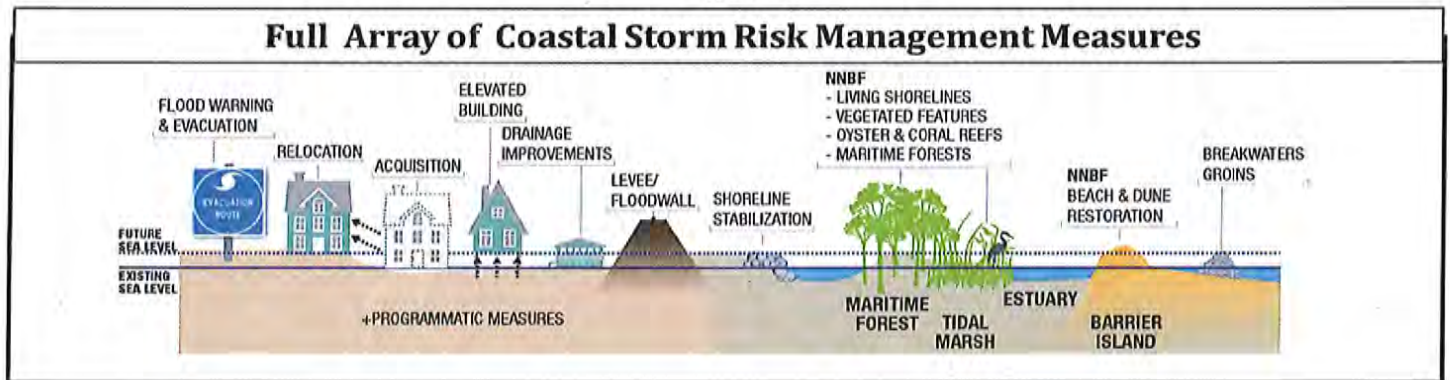 Full Array of Coastal Storm Risk Management Measures
FLOOD WARNING
& EVACUATION
RELOCATION
ACQUISITION
ELEVATED
BUILDING
DRAINAGE
IMPROVEMENTS
LEVEE/
FLOODWALL
SHORELINE
STABILIZATION
NNBF
- LIVING SHORELINES
- VEGETATED FEATURES
- OYSTER & CORAL REEFS
- MARITIME FORESTS
NNBF
BEACH & DUNE
RESTORATION
BREAKWATERS
GROINS
EVACUATION
ROUTE
FUTURE
SEA LEVEL
EXISTING
SEA LEVEL
+PROGRAMMATIC MEASURES
MARITIME
FOREST
TIDAL
MARSH
ESTUARY
BARRIER
ISLAND